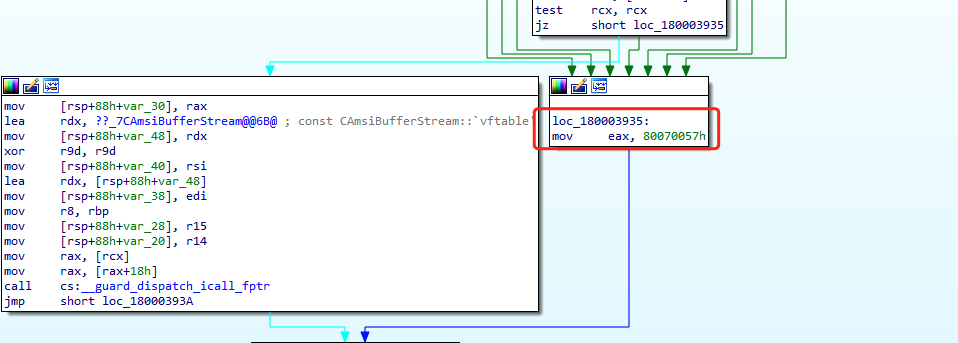 test rcx, rcx
jz short loc_180003935
mov [rsp+88h+var_30], rax
lea rdx, ??_7CAmsiBufferStream@@6B@ ; const CAmsiBufferStream::`vftable'
mov [rsp+88h+var_48], rdx
xor r9d, r9d
mov [rsp+88h+var_40], rsi
lea rdx, [rsp+88h+var_48]
mov [rsp+88h+var_38], edi
mov r8, rbp
mov [rsp+88h+var_28], r15
mov [rsp+88h+var_20], r14
mov rax, [rcx]
mov rax, [rax+18h]
call cs:__guard_dispatch_icall_fptr
jmp short loc_18000393A
loc_180003935:
mov eax, 80070057h